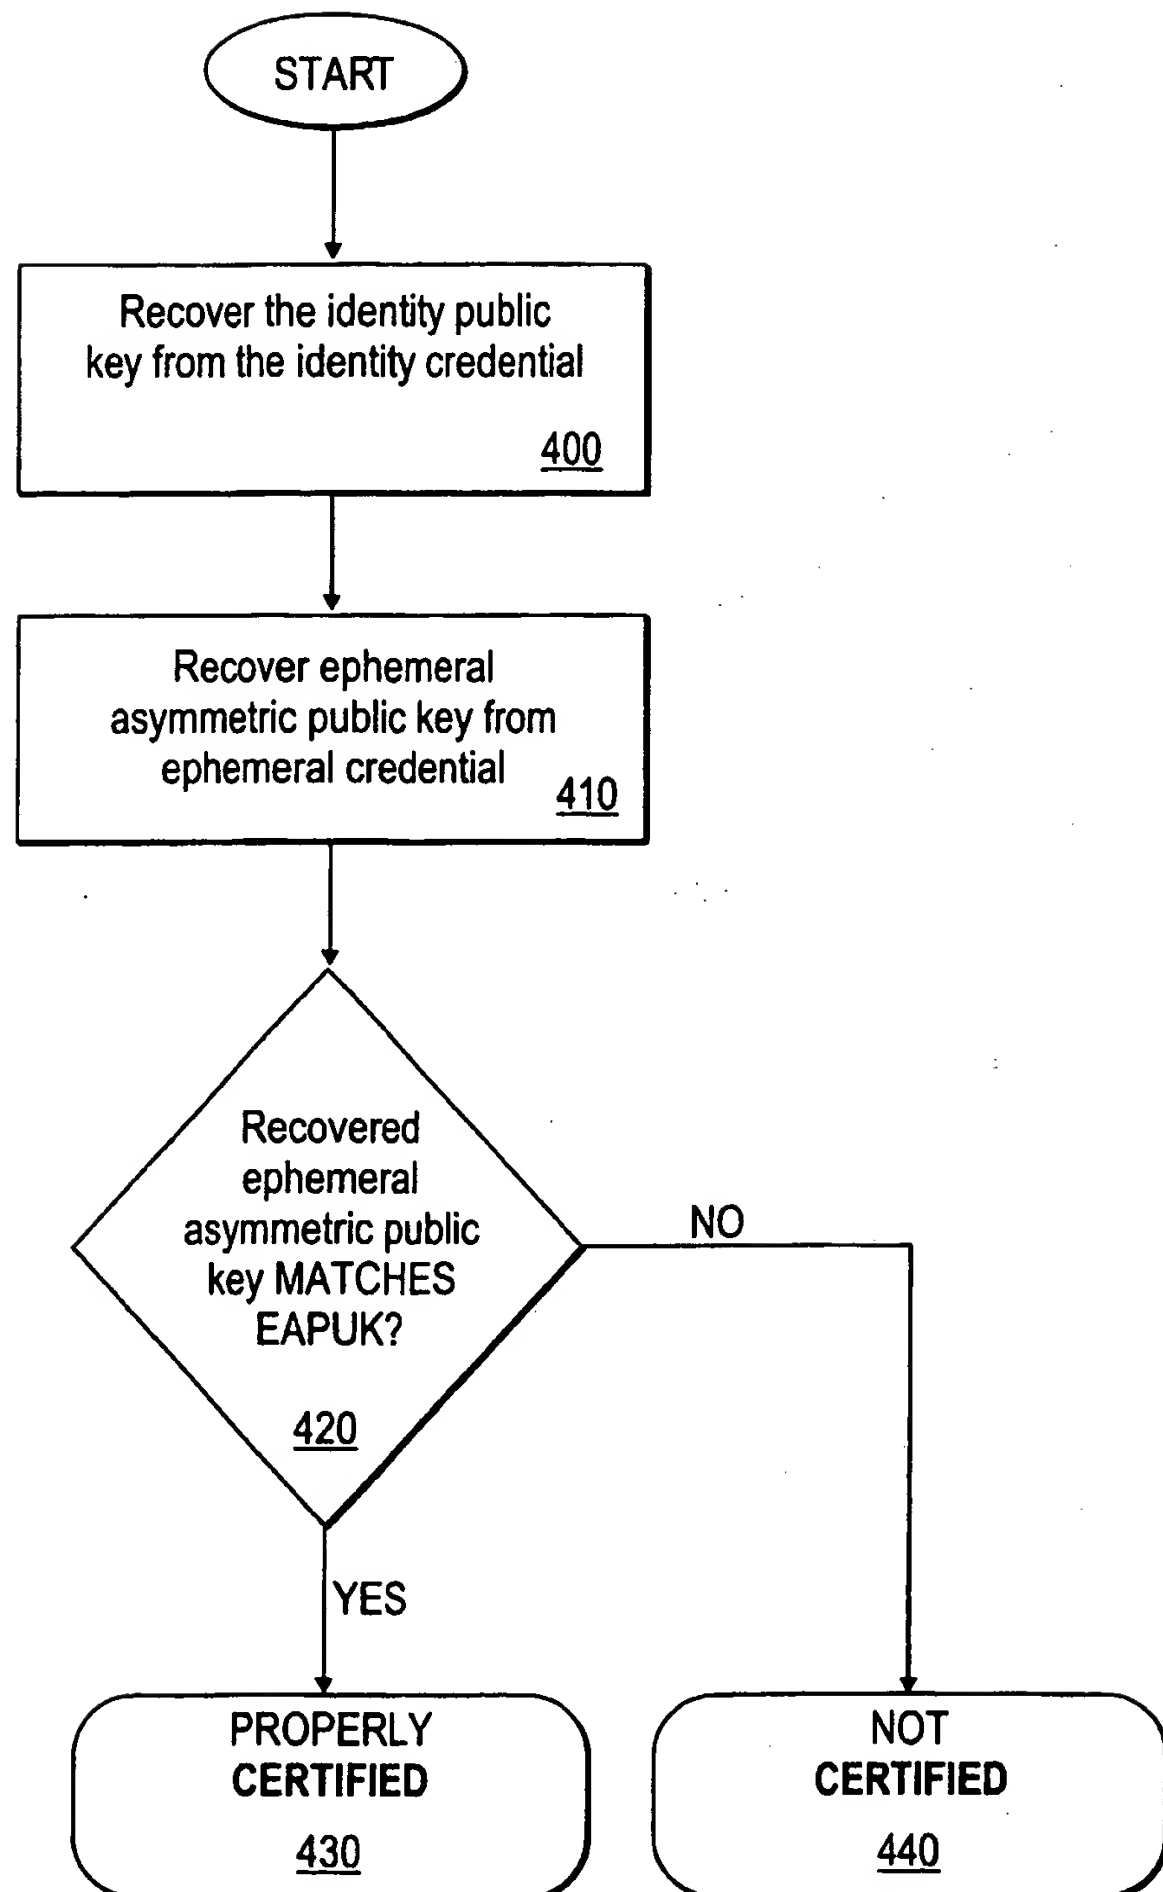 START
Recover the identity public
key from the identity credential
400
Recover ephemeral
asymmetric public key from
ephemeral credential
410
Recovered
ephemeral
asymmetric public
key MATCHES
EAPUK?
420
NO
YES
PROPERLY
CERTIFIED
430
NOT
CERTIFIED
440